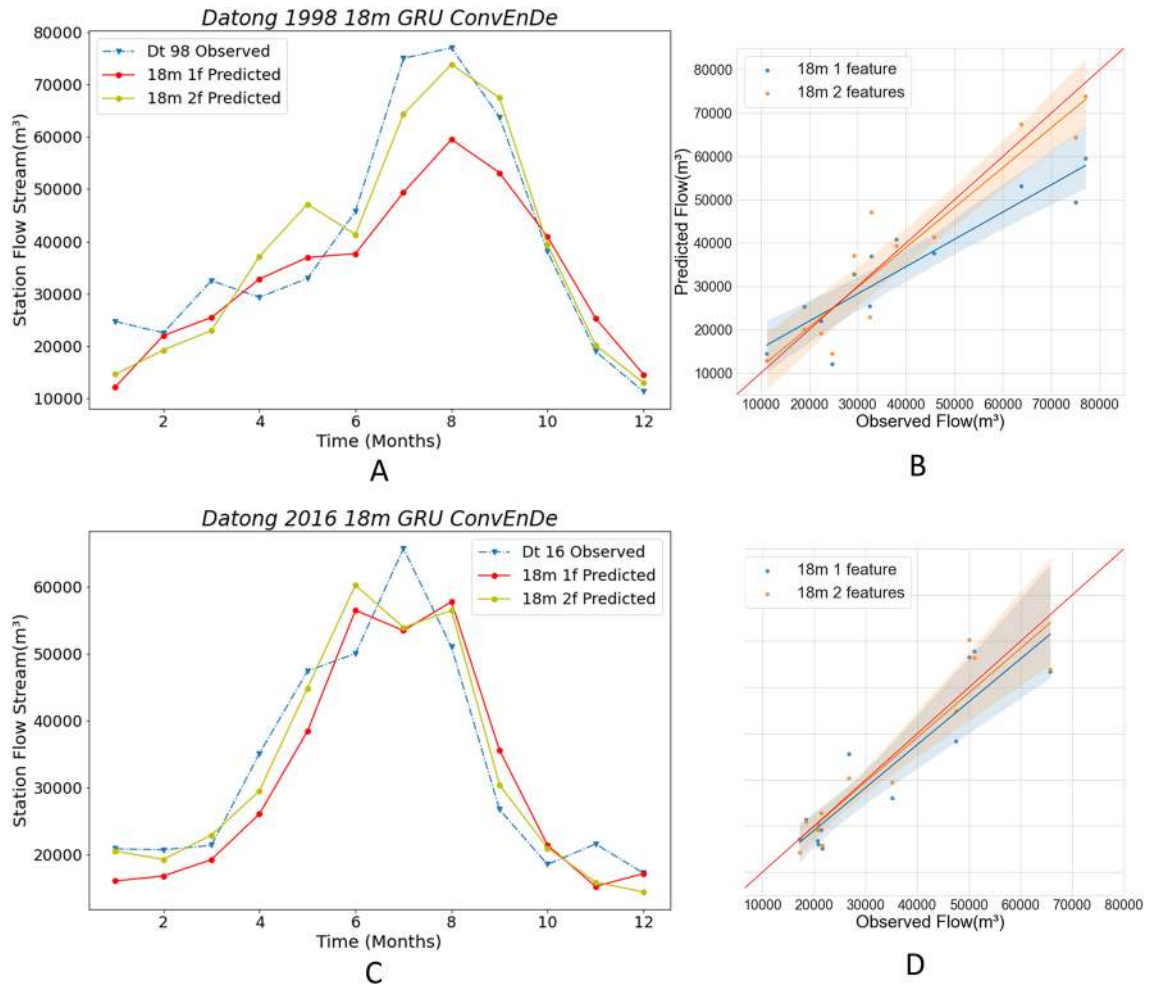 Datong 1998 18m GRU ConvEnDe
Dt 98 Observed
18m 1f Predicted
18m 2f Predicted
Station Flow Stream(m³)
80000
70000
60000
50000
40000
30000
20000
10000
2 4 6 8 10 12
Time (Months)
A
18m 1 feature
18m 2 features
Predicted Flow(m³)
80000
70000
60000
50000
40000
30000
20000
10000
10000 20000 30000 40000 50000 60000 70000 80000
Observed Flow(m³)
B
Datong 2016 18m GRU ConvEnDe
Dt 16 Observed
18m 1f Predicted
18m 2f Predicted
Station Flow Stream(m³)
60000
50000
40000
30000
20000
2 4 6 8 10 12
Time (Months)
C
18m 1 feature
18m 2 features
10000 20000 30000 40000 50000 60000 70000 80000
Observed Flow(m³)
D